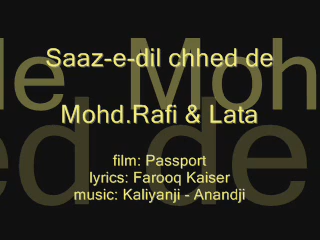 Saaz-e-dil chhed de
Mohd.Rafi & Lata
film: Passport
lyrics: Farooq Kaiser
music: Kaliyanji - Anandji